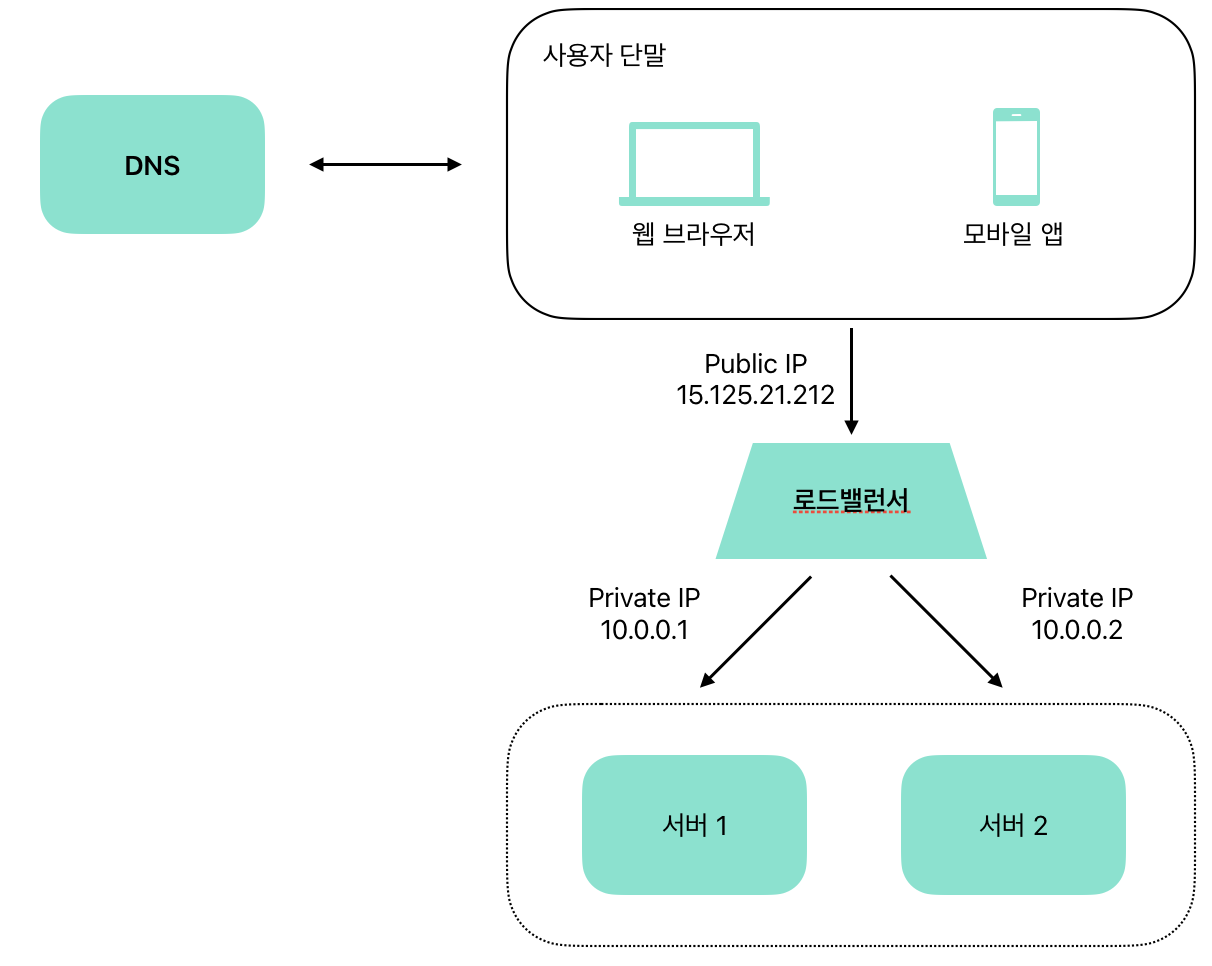 사용자 단말
DNS
웹 브라우저
모바일 앱
Public IP
15.125.21.212
로드밸런서
Private IP
10.0.0.1
Private IP
10.0.0.2
서버 1
서버 2